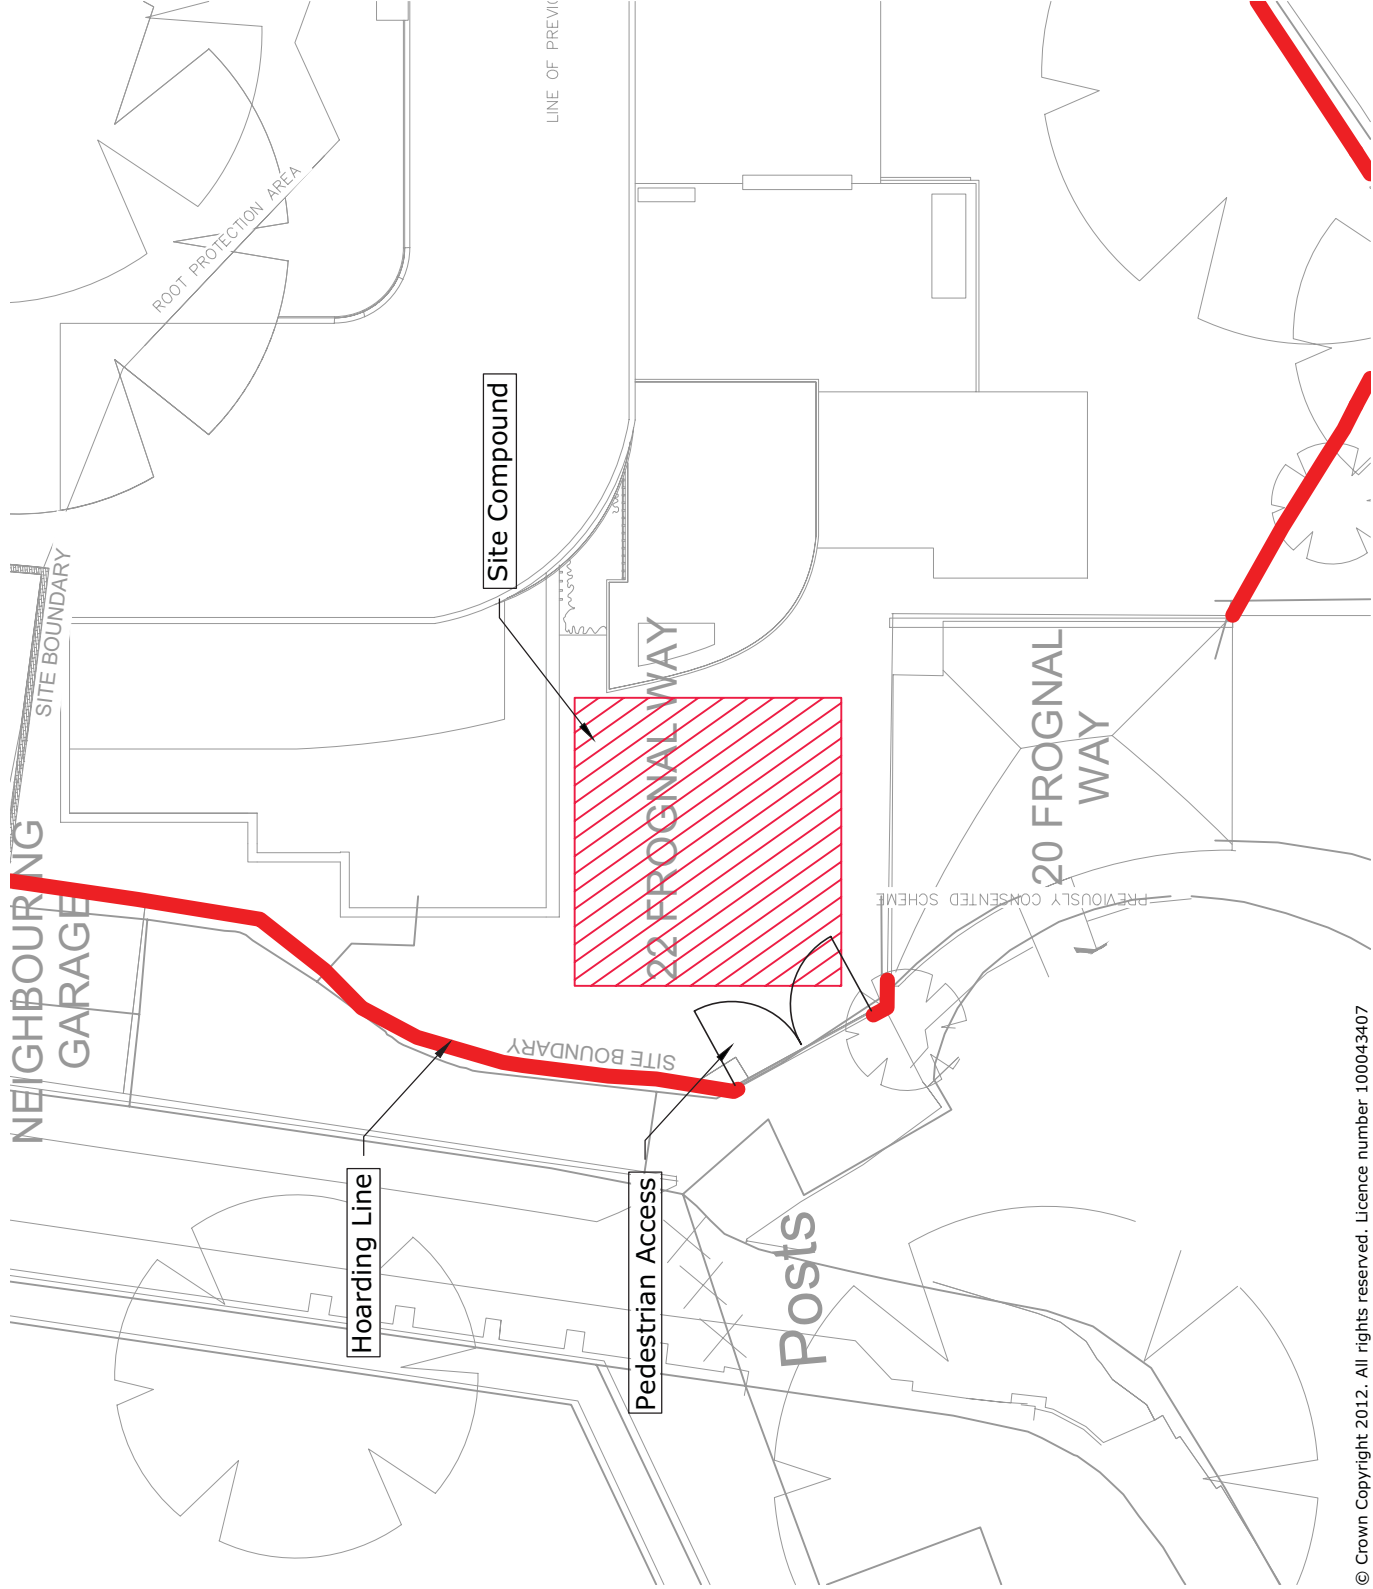 NEIGHBOURING
GARAGE
SITE BOUNDARY
ROOT PROTECTION AREA
LINE OF
Site Compound
22 FROGNAL WAY
20 FROGNAL
WAY
PREVIOUSLY CONSENTED SCHEME
SITE BOUNDARY
Hoarding Line
Pedestrian Access
Posts
© Crown Copyright 2012. All rights reserved. Licence number 100043407